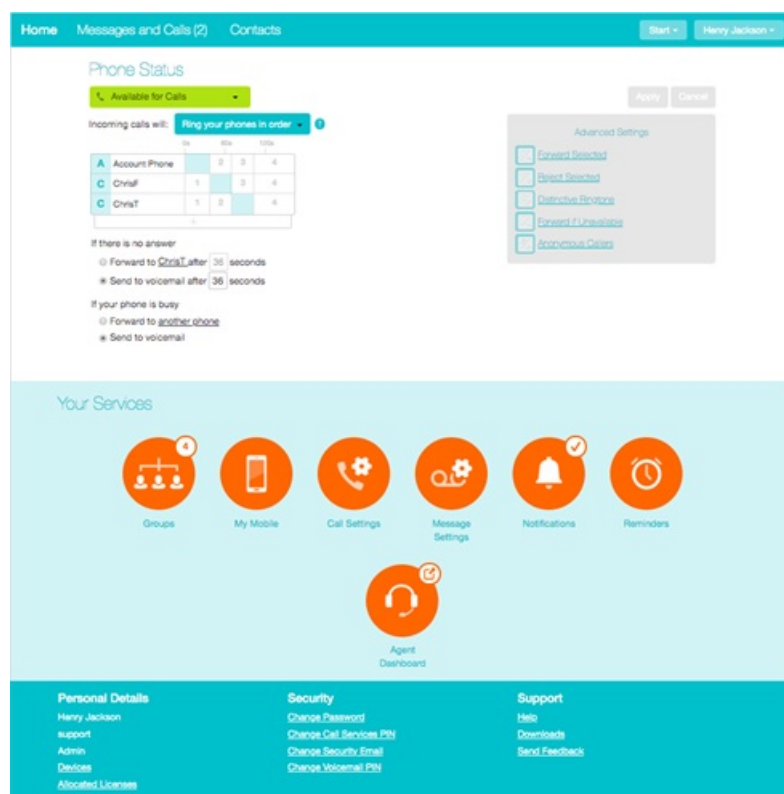 Home Messages and Calls (2) Contacts Start Henry Jackson
Phone Status
Available for Calls
Apply Cancel
Incoming calls will: Ring your phones in order
Advanced Settings
0s 60s 120s
Forward Selected
A Account Phone 2 3 4
Reject Selected
C ChrisF 1 3 4
Distinctive Ringtone
C ChrisT 1 2 4
Forward if Unavailable
Anonymous Callers
If there is no answer
Forward to ChrisT after 36 seconds
Send to voicemail after 36 seconds
If your phone is busy
Forward to another phone
Send to voicemail
Your Services
4
Groups My Mobile Call Settings Message Settings Notifications Reminders
Agent
Dashboard
Personal Details Security Support
Henry Jackson Change Password Help
support Change Call Services PIN Downloads
Admin Change Security Email Send Feedback
Devices Change Voicemail PIN
Allocated Licenses